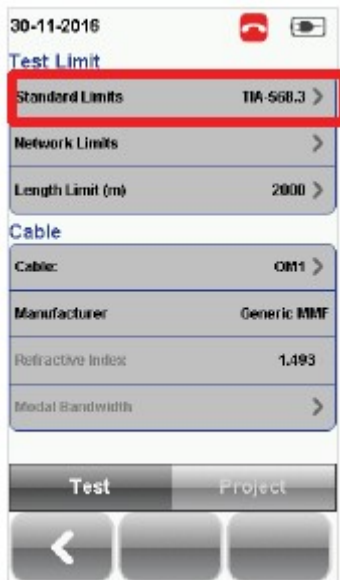 30-11-2016
Test Limit
Standard Limits TIA-568.3
Network Limits
Length Limit (m) 2000
Cable
Cable: OM1
Manufacturer Generic MMF
Refractive Index 1.493
Modal Bandwidth
Test Project